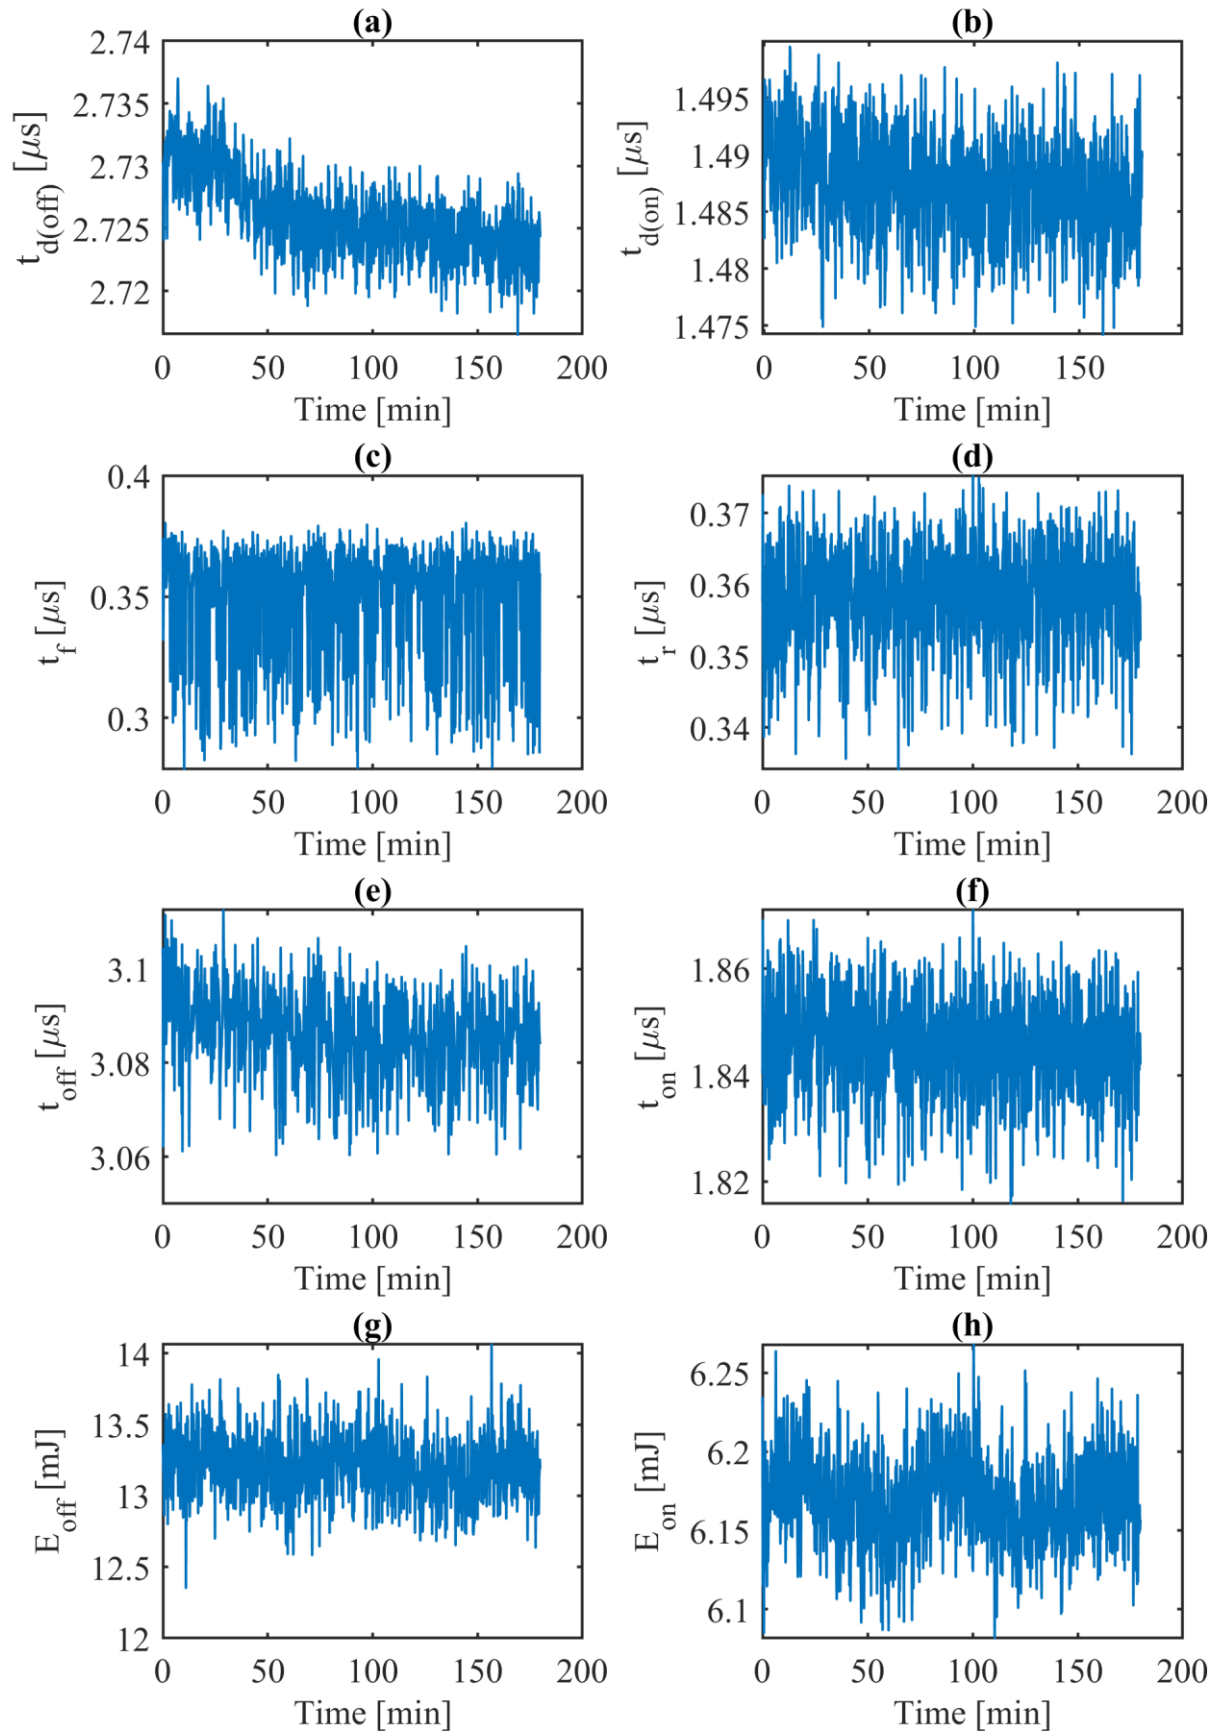 (a)
2.74
2.735
2.73
2.725
2.72
t_d(off) [μs]
0 50 100 150 200
Time [min]
(b)
1.495
1.49
1.485
1.48
1.475
t_d(on) [μs]
0 50 100 150
Time [min]
(c)
0.4
0.35
0.3
t_f [μs]
0 50 100 150 200
Time [min]
(d)
0.37
0.36
0.35
0.34
t_r [μs]
0 50 100 150 200
Time [min]
(e)
3.1
3.08
3.06
t_off [μs]
0 50 100 150 200
Time [min]
(f)
1.86
1.84
1.82
t_on [μs]
0 50 100 150 200
Time [min]
(g)
14
13.5
13
12.5
12
E_off [mJ]
0 50 100 150 200
Time [min]
(h)
6.25
6.2
6.15
6.1
E_on [mJ]
0 50 100 150 200
Time [min]